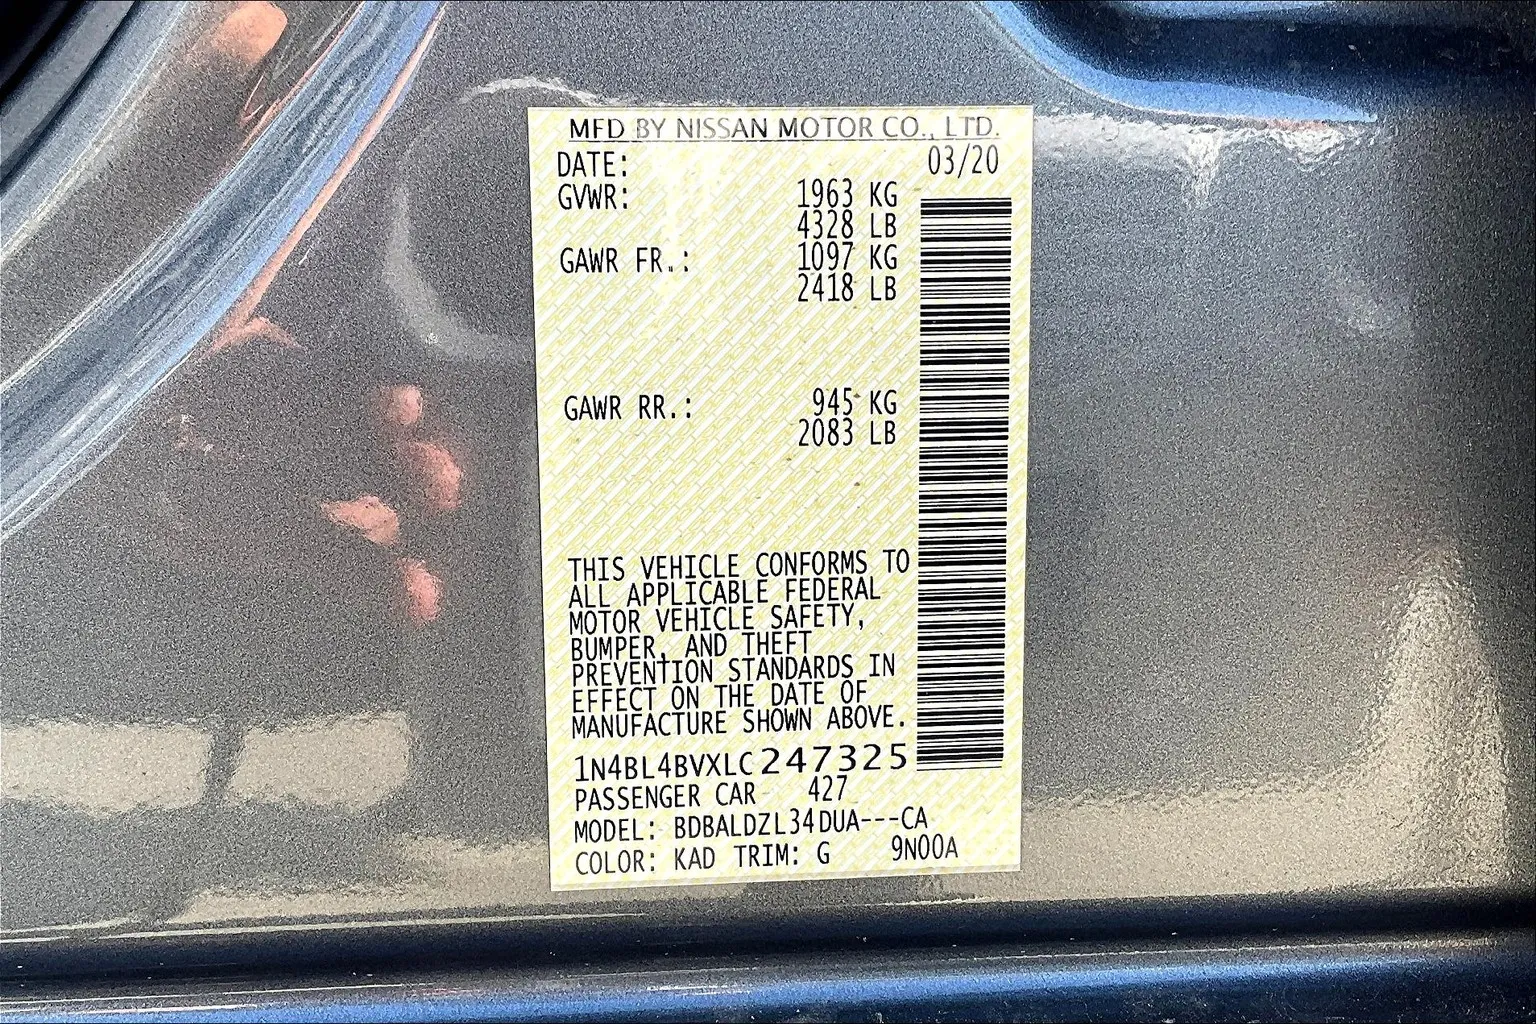 MFD BY NISSAN MOTOR CO., LTD.
DATE: 03/20
GVWR: 1963 KG
4328 LB
GAWR FR.: 1097 KG
2418 LB
GAWR RR.: 945 KG
2083 LB
THIS VEHICLE CONFORMS TO
ALL APPLICABLE FEDERAL
MOTOR VEHICLE SAFETY,
BUMPER, AND THEFT
PREVENTION STANDARDS IN
EFFECT ON THE DATE OF
MANUFACTURE SHOWN ABOVE.
1N4BL4BVXLC247325
PASSENGER CAR 427
MODEL: BDBALDZL34DUA---CA
COLOR: KAD TRIM: G 9N00A